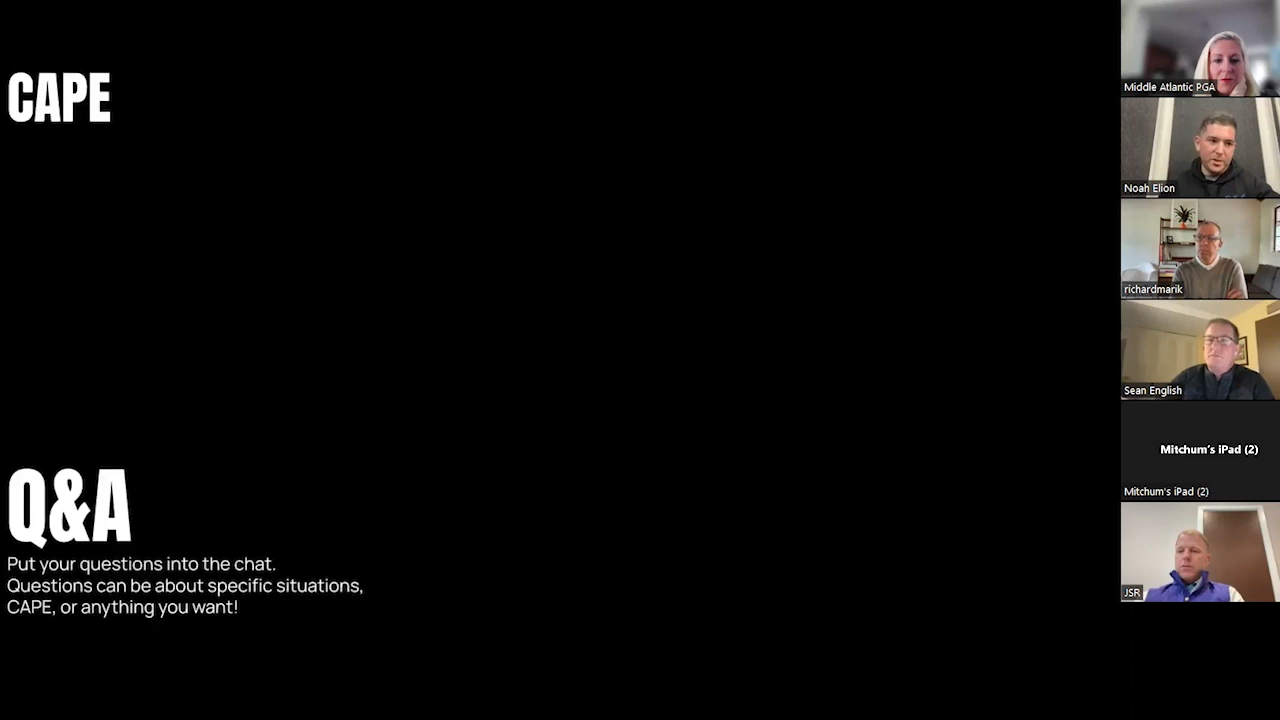 CAPE
Q&A
Put your questions into the chat.
Questions can be about specific situations,
CAPE, or anything you want!
Middle Atlantic PGA
Noah Elion
richardmarik
Sean English
Mitchum's iPad (2)
Mitchum's iPad (2)
JSR